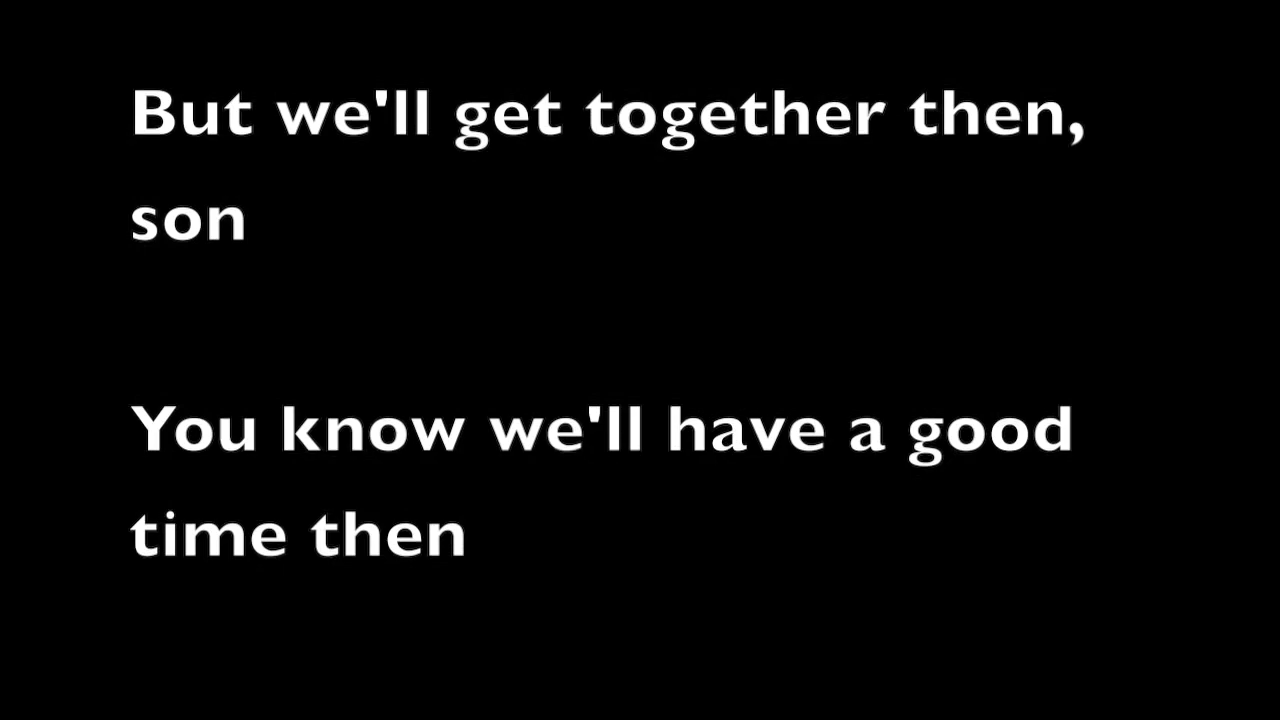 But we'll get together then,
son
You know we'll have a good
time then